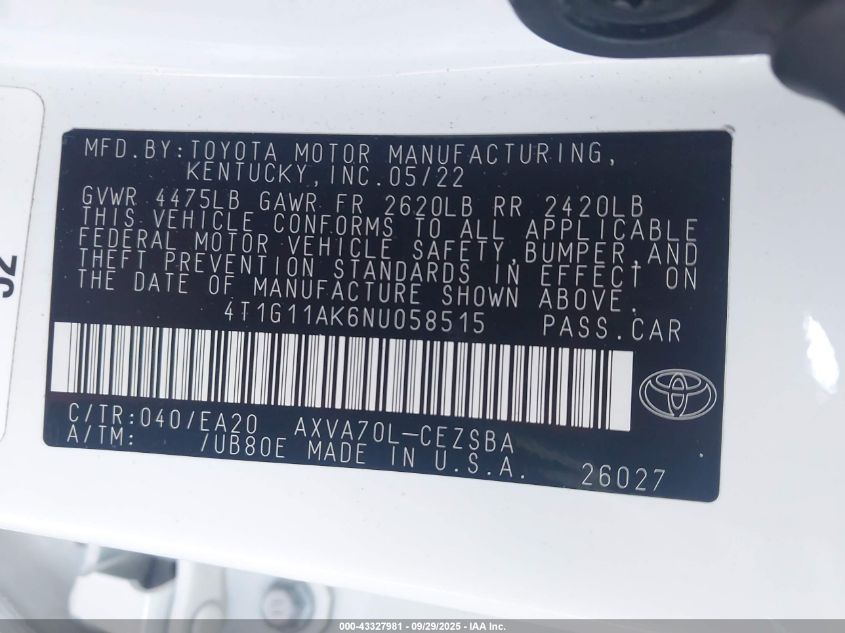 MFD.BY:TOYOTA MOTOR MANUFACTURING,
KENTUCKY,INC.05/22
GVWR 4475LB GAWR FR 2620LB RR 2420LB
THIS VEHICLE CONFORMS TO ALL APPLICABLE
FEDERAL MOTOR VEHICLE SAFETY,BUMPER,AND
THEFT PREVENTION STANDARDS IN EFFECT ON
THE DATE OF MANUFACTURE SHOWN ABOVE.
4T1G11AK6NU058515 PASS.CAR
C/TR:040/EA20 AXVA70L-CEZSBA
A/TM: /UB80E MADE IN U.S.A. 26027
000-43327981 - 09/29/2025 - IAA Inc.